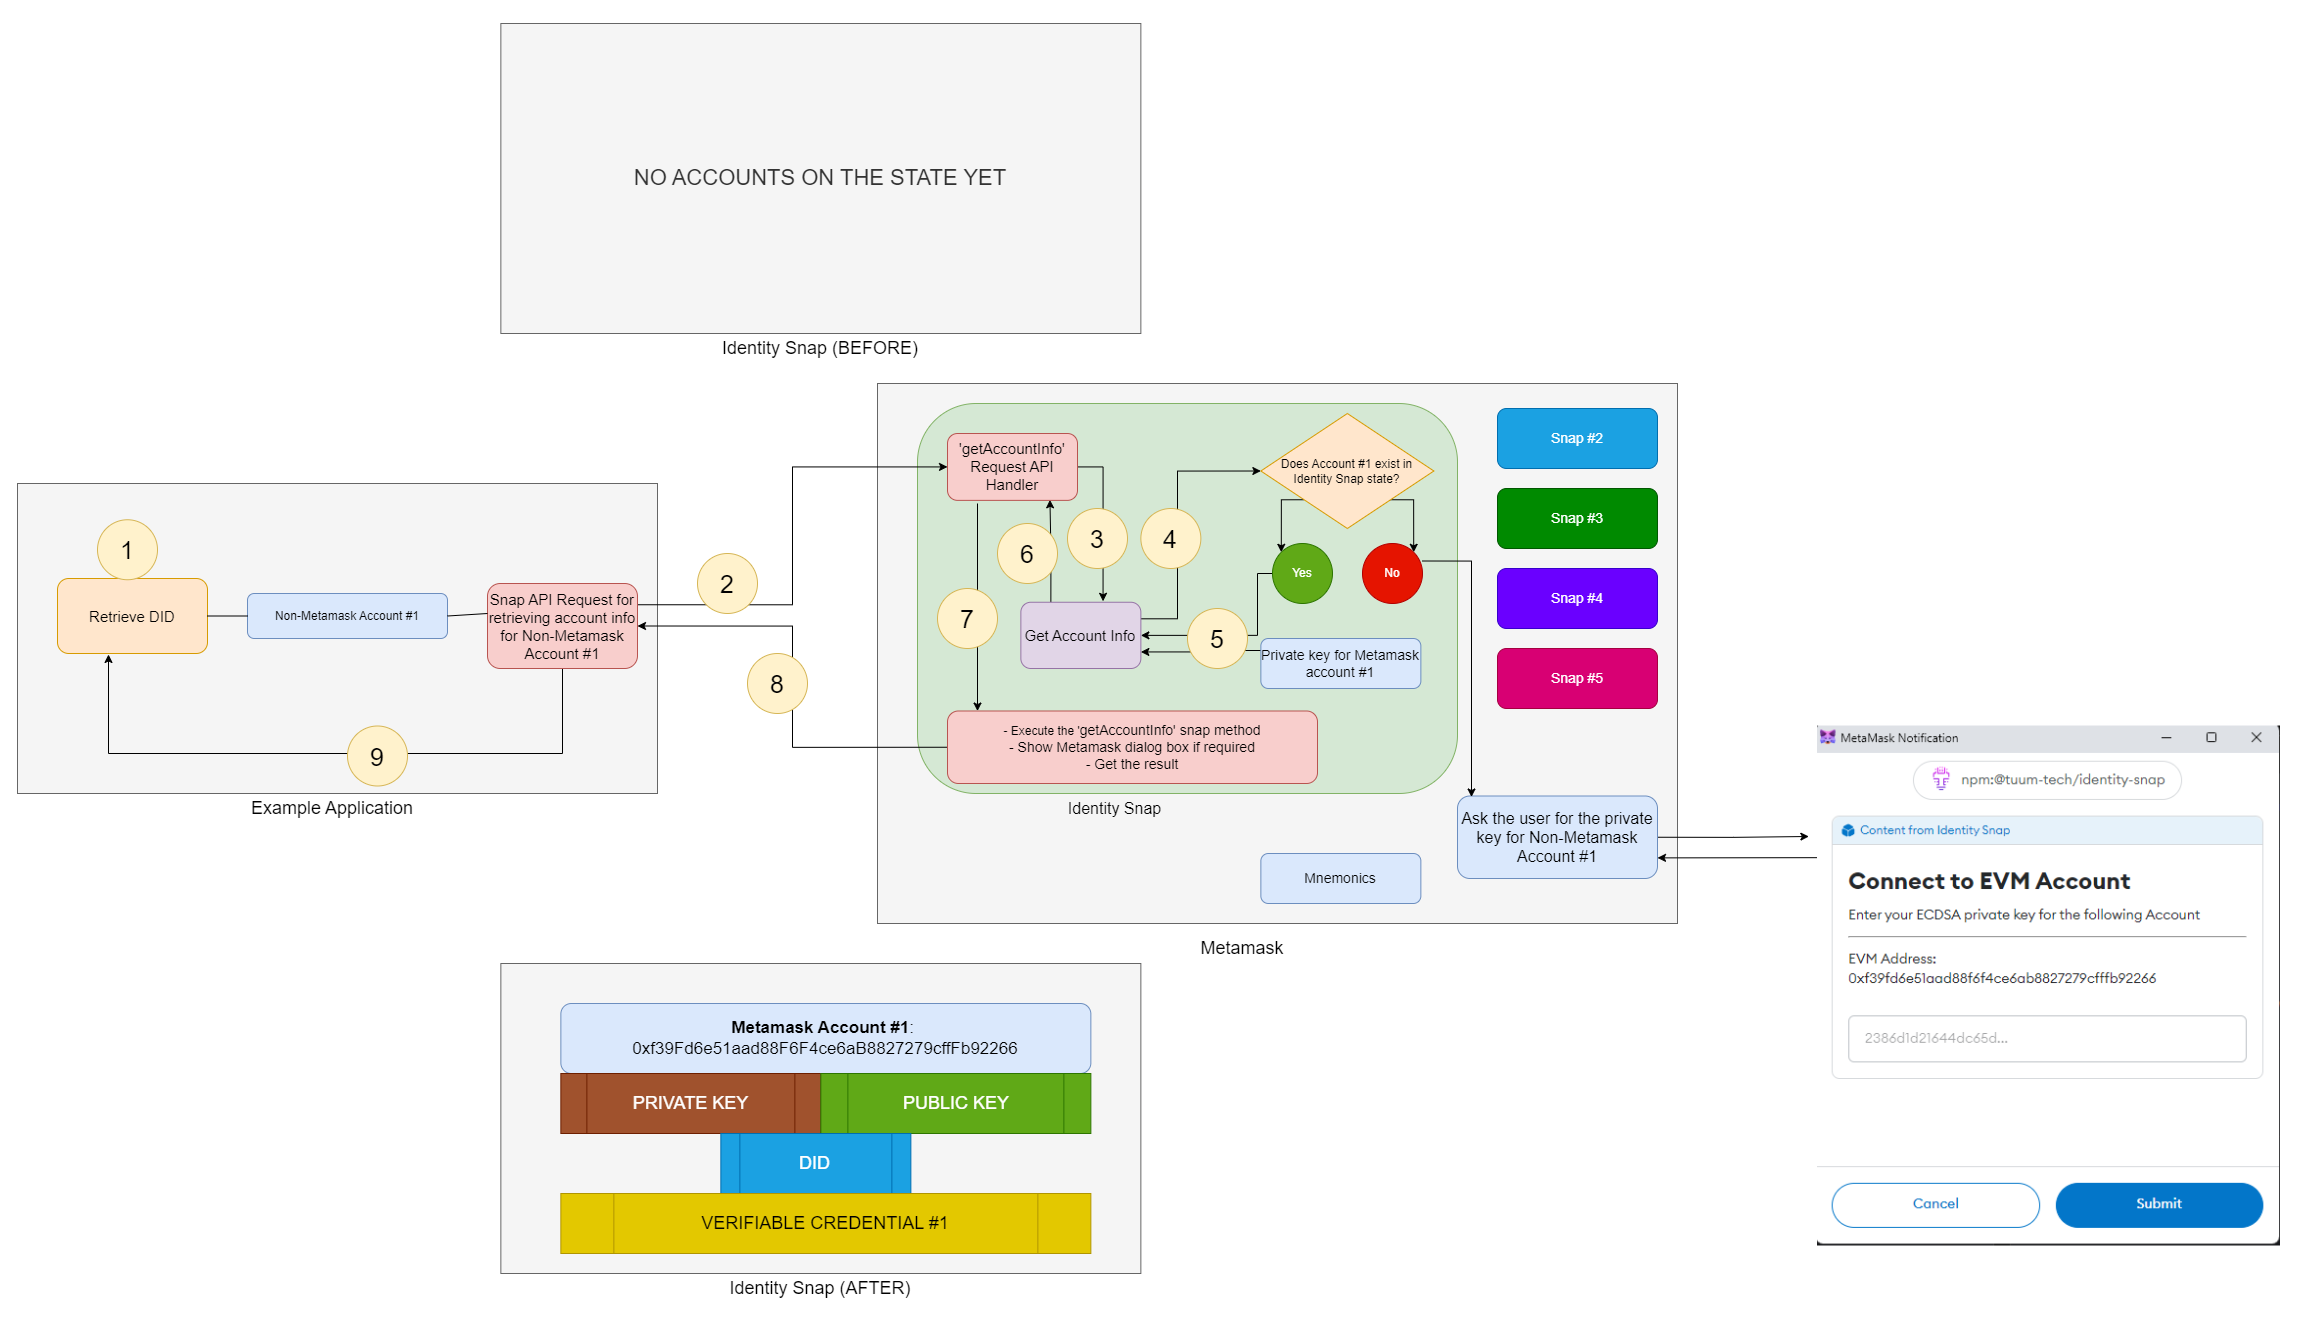 NO ACCOUNTS ON THE STATE YET
Identity Snap (BEFORE)
1
Retrieve DID
Non-Metamask Account #1
Snap API Request for
retrieving account info
for Non-Metamask
Account #1
9
Example Application
2
8
'getAccountInfo'
Request API
Handler
Does Account #1 exist in
Identity Snap state?
3
4
6
Yes
No
7
Get Account Info
5
Private key for Metamask
account #1
- Execute the 'getAccountInfo' snap method
- Show Metamask dialog box if required
- Get the result
Identity Snap
Snap #2
Snap #3
Snap #4
Snap #5
Ask the user for the private
key for Non-Metamask
Account #1
Mnemonics
Metamask
MetaMask Notification
npm:@tuum-tech/identity-snap
Content from Identity Snap
Connect to EVM Account
Enter your ECDSA private key for the following Account
EVM Address:
0xf39fd6e51aad88f6f4ce6ab8827279cfffb92266
2386d1d21644dc65d...
Cancel
Submit
Metamask Account #1:
0xf39Fd6e51aad88F6F4ce6aB8827279cffFb92266
PRIVATE KEY
PUBLIC KEY
DID
VERIFIABLE CREDENTIAL #1
Identity Snap (AFTER)